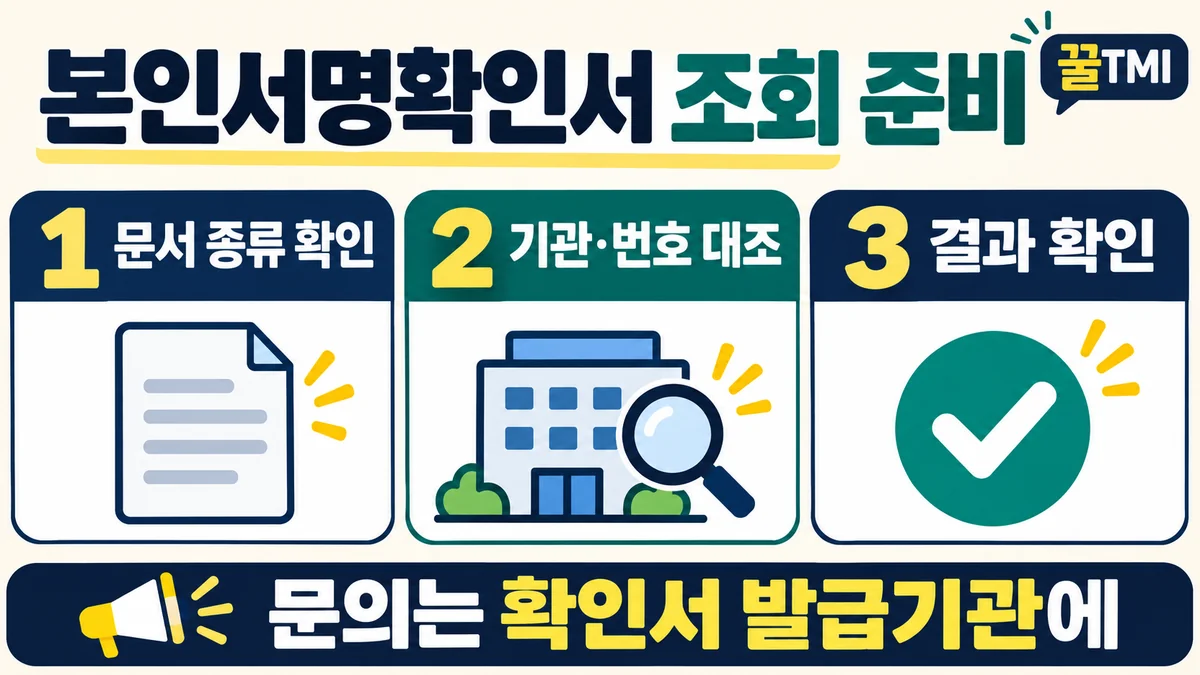 본인서명확인서 조회 준비
꿀TMI
1 문서 종류 확인
2 기관·번호 대조
3 결과 확인
문의는 확인서 발급기관에